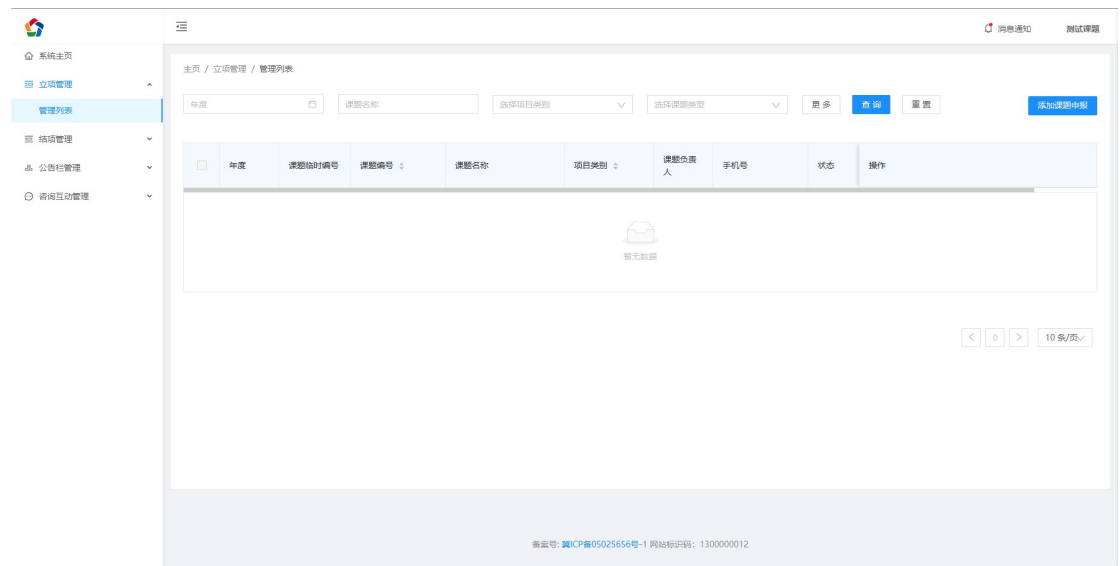 消息通知 测试课题
系统主页
立项管理
管理列表
结项管理
公告栏管理
咨询互动管理
主页 / 立项管理 / 管理列表
年度 课题名称 选择项目类别 选择课题类型 更多 查询 重置 添加课题申报
年度 课题临时编号 课题编号 课题名称 项目类别 课题负责人 手机号 状态 操作
暂无数据
< 0 > 10 条/页
备案号: 冀ICP备05025656号-1 网站标识码: 1300000012